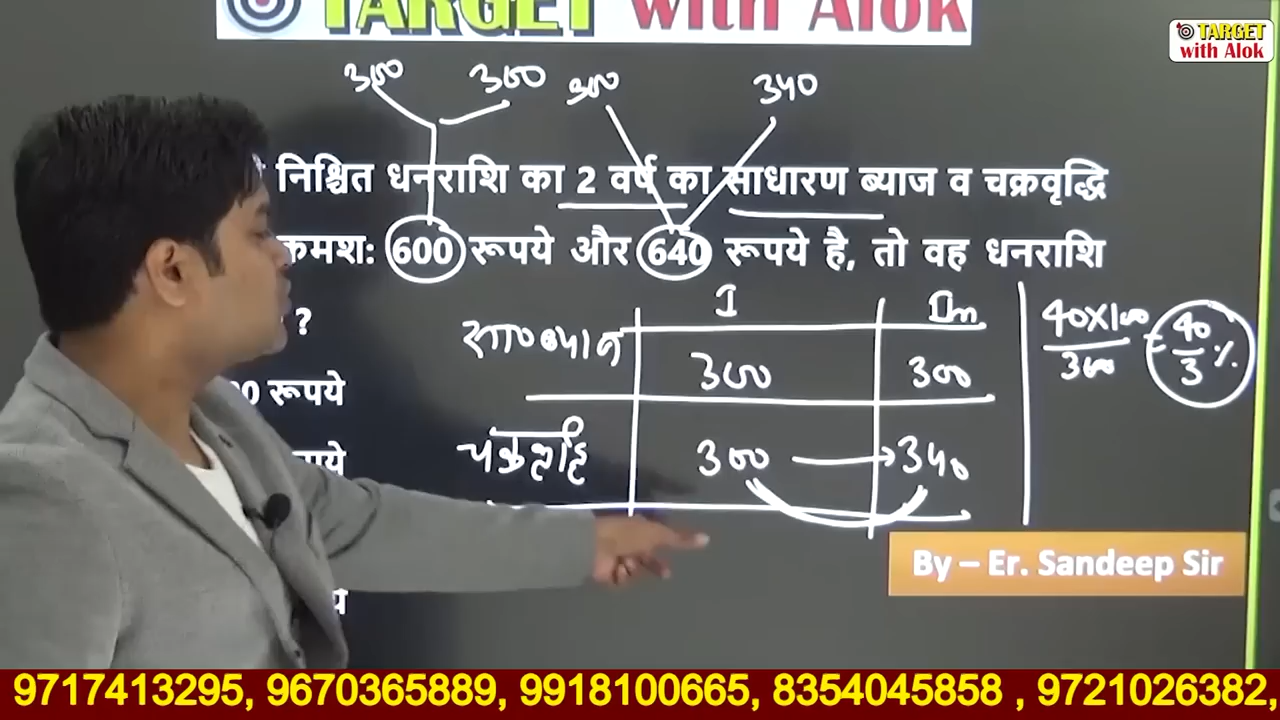 TARGET with Alok
TARGET
with Alok
300 300 300 340
निश्चित धनराशि का 2 वर्ष का साधारण ब्याज व चक्रवृद्धि
क्रमश: 600 रूपये और 640 रूपये है, तो वह धनराशि
?
I
II
सा० ब्याज 300 300
40×100/300 = 40/3 %
0 रूपये
चक्रवृद्धि 300 → 340
By – Er. Sandeep Sir
9717413295, 9670365889, 9918100665, 8354045858 , 9721026382,